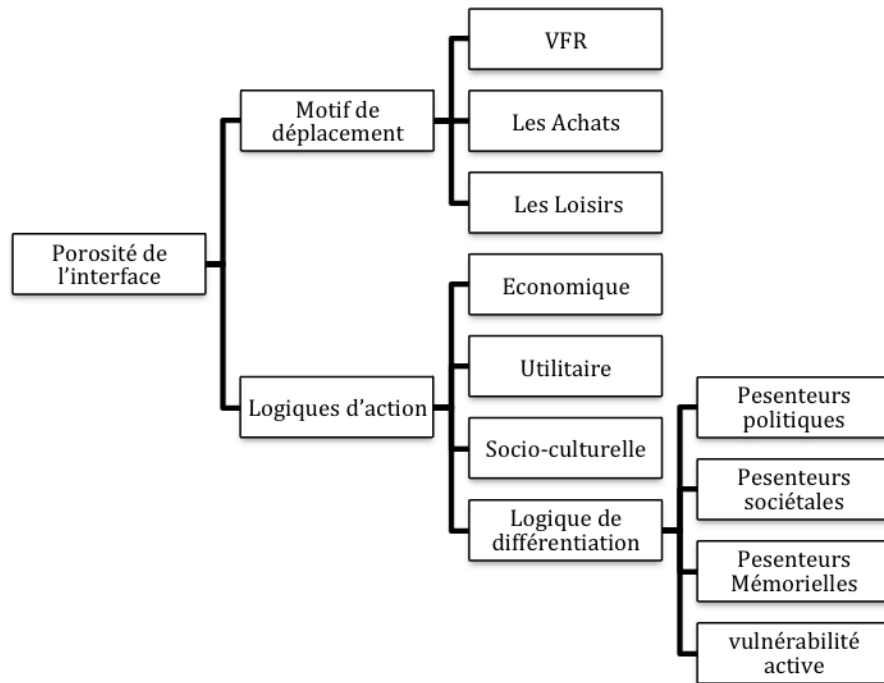 VFR
Motif de
déplacement
Les Achats
Les Loisirs
Porosité de
l'interface
Economique
Utilitaire
Logiques d'action
Socio-culturelle
Logique de
différentiation
Pesenteurs
politiques
Pesenteurs
sociétales
Pesenteurs
Mémorielles
vulnérabilité
active